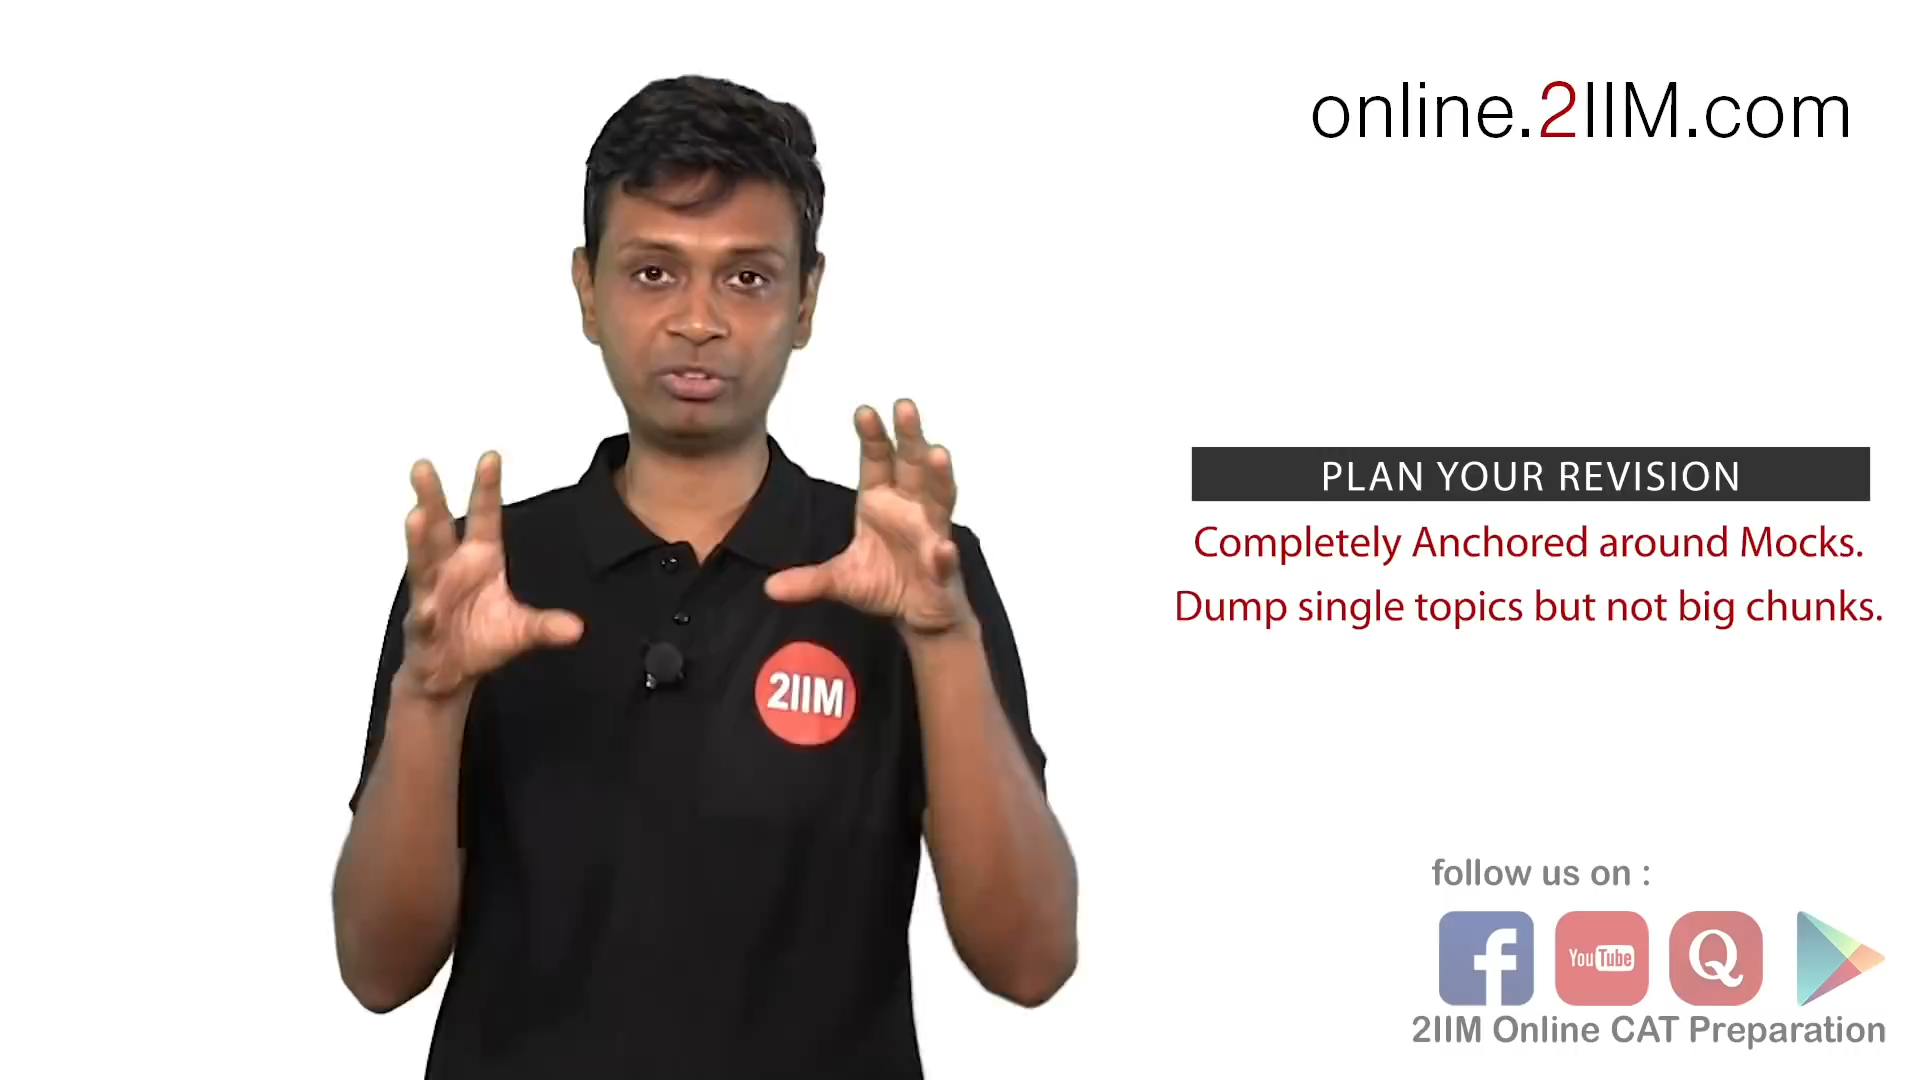 online.2IIM.com
PLAN YOUR REVISION
Completely Anchored around Mocks.
Dump single topics but not big chunks.
2IIM
follow us on :
f
You Tube
Q
2IIM Online CAT Preparation